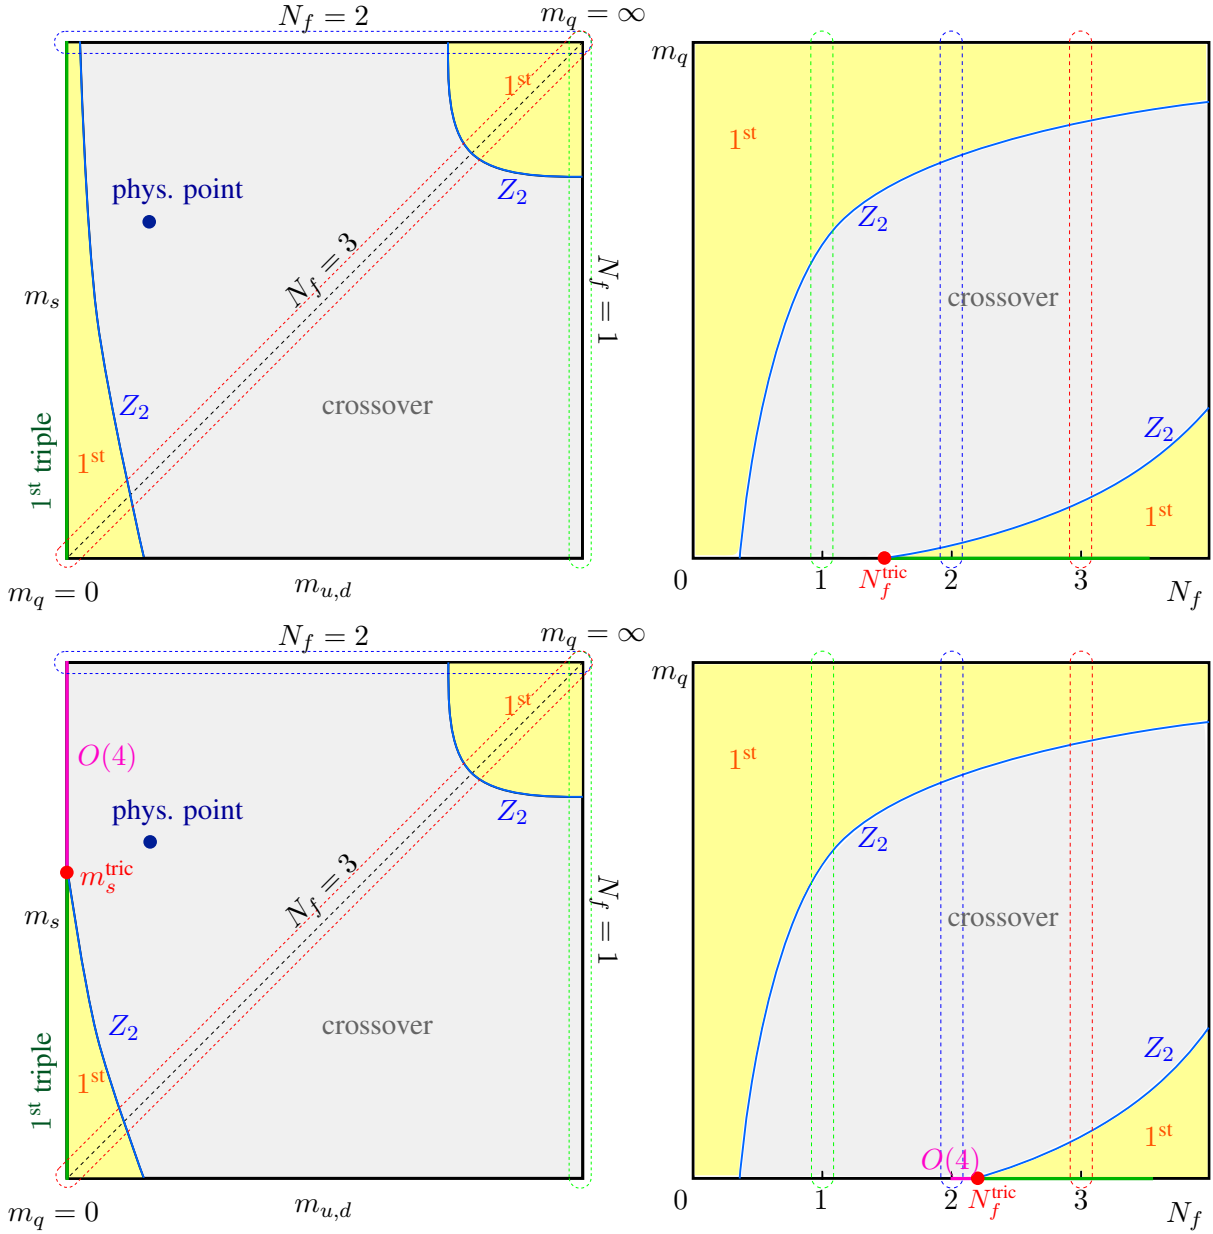 N_f = 2
m_q = ∞
1st
phys. point
Z_2
N_f = 3
m_s
N_f = 1
Z_2
crossover
1st triple
1st
m_q = 0
m_{u,d}
m_q
1st
Z_2
crossover
Z_2
1st
0
1
N_f^{tric}
2
3
N_f
N_f = 2
m_q = ∞
1st
O(4)
phys. point
Z_2
m_s^{tric}
N_f = 3
m_s
N_f = 1
Z_2
crossover
1st triple
1st
m_q = 0
m_{u,d}
m_q
1st
Z_2
crossover
Z_2
1st
O(4)
0
1
2
N_f^{tric}
3
N_f